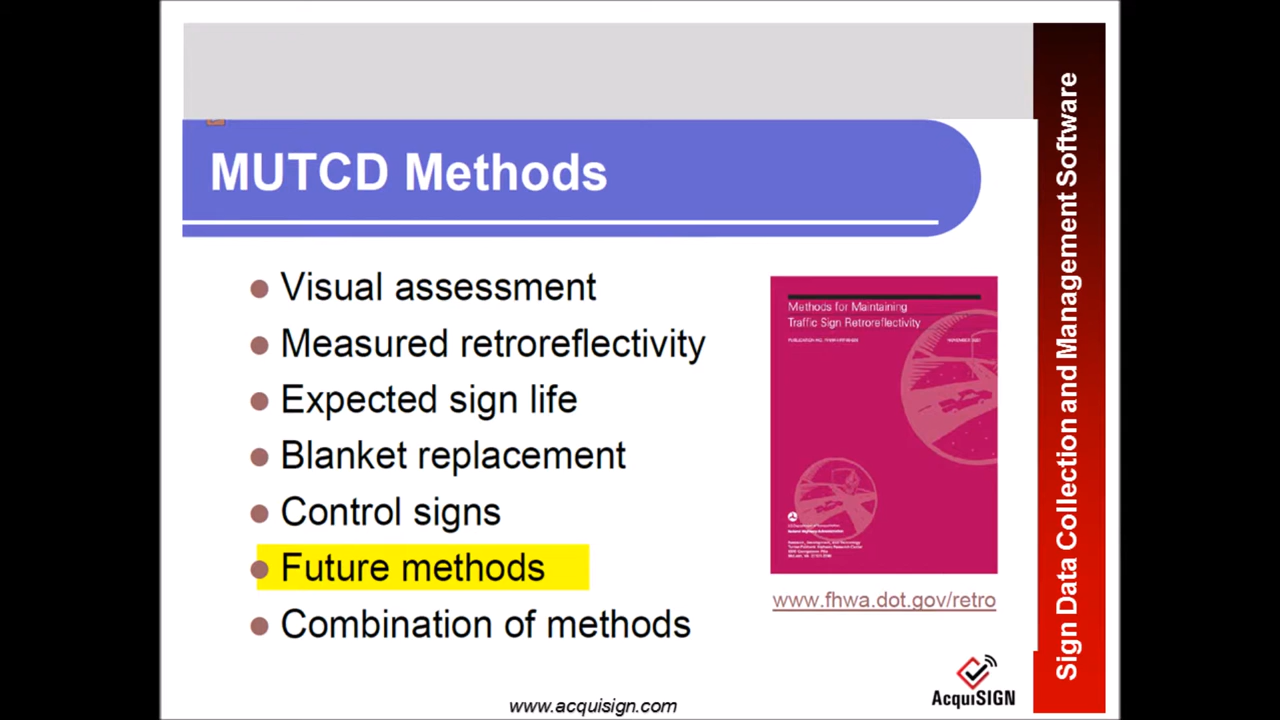 MUTCD Methods
Visual assessment
Measured retroreflectivity
Expected sign life
Blanket replacement
Control signs
Future methods
Combination of methods
Methods for Maintaining
Traffic Sign Retroreflectivity
www.fhwa.dot.gov/retro
AcquiSIGN
www.acquisign.com
Sign Data Collection and Management Software